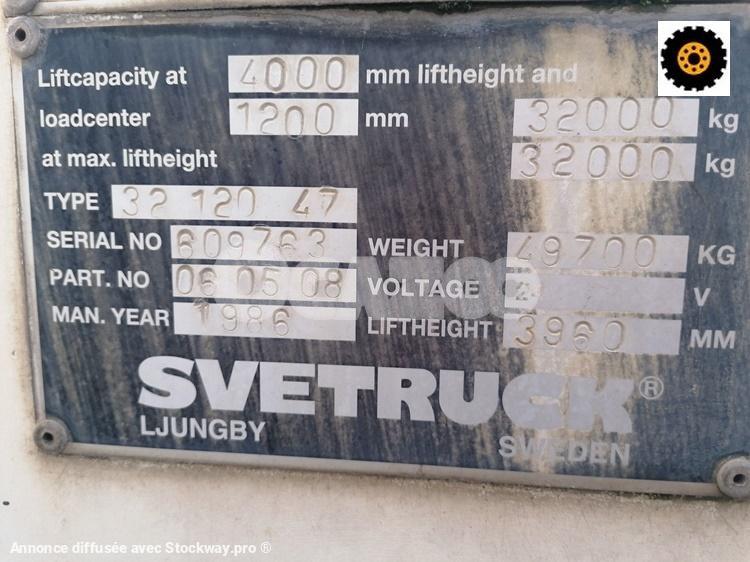 Liftcapacity at 4000 mm liftheight and
loadcenter 1200 mm 32000 kg
at max. liftheight 32000 kg
TYPE 32 120 47
SERIAL NO 609763 WEIGHT 49700 KG
PART. NO 06 05 08 VOLTAGE V
MAN. YEAR 1986 LIFTHEIGHT 3960 MM
SVETRUCK®
LJUNGBY SWEDEN
Annonce diffusée avec Stockway.pro ®